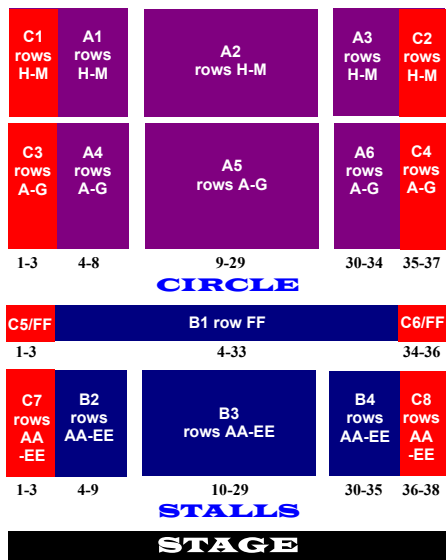 C1 rows H-M
A1 rows H-M
A2 rows H-M
A3 rows H-M
C2 rows H-M
C3 rows A-G
A4 rows A-G
A5 rows A-G
A6 rows A-G
C4 rows A-G
1-3 4-8 9-29 30-34 35-37
CIRCLE
C5/FF B1 row FF C6/FF
1-3 4-33 34-36
C7 rows AA -EE
B2 rows AA-EE
B3 rows AA-EE
B4 rows AA-EE
C8 rows AA -EE
1-3 4-9 10-29 30-35 36-38
STALLS
STAGE